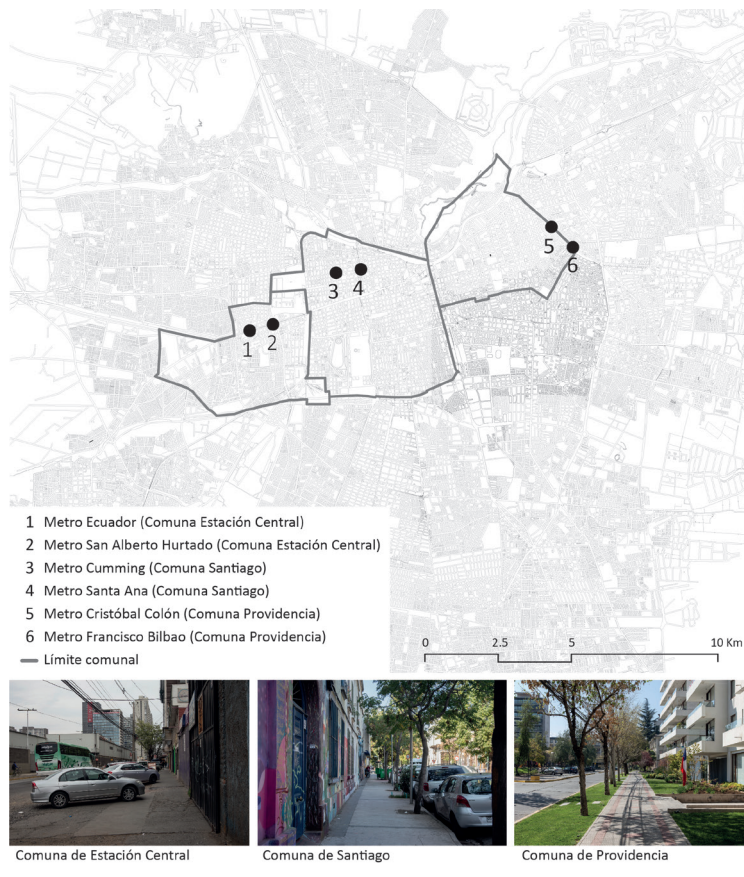 5
6
3
4
1
2
1 Metro Ecuador (Comuna Estación Central)
2 Metro San Alberto Hurtado (Comuna Estación Central)
3 Metro Cumming (Comuna Santiago)
4 Metro Santa Ana (Comuna Santiago)
5 Metro Cristóbal Colón (Comuna Providencia)
6 Metro Francisco Bilbao (Comuna Providencia)
Límite comunal
0 2.5 5 10 Km
Comuna de Estación Central
Comuna de Santiago
Comuna de Providencia